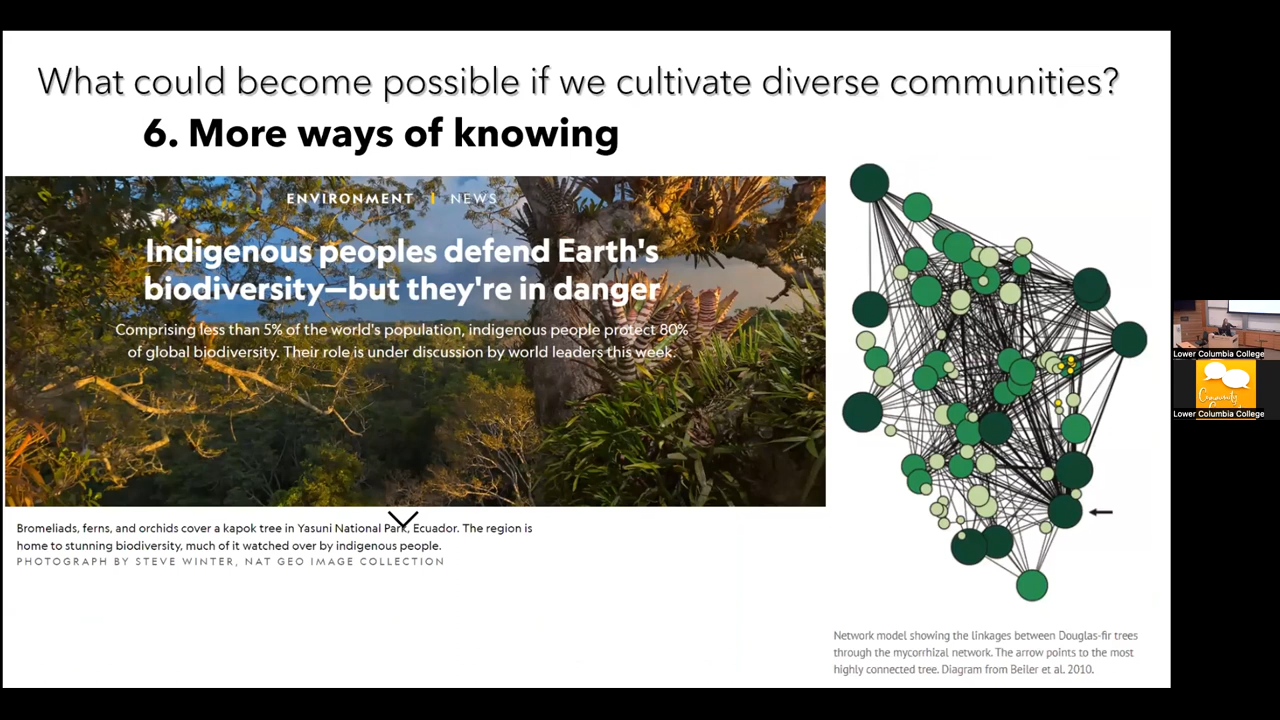 What could become possible if we cultivate diverse communities?
6. More ways of knowing
ENVIRONMENT | NEWS
Indigenous peoples defend Earth's
biodiversity—but they're in danger
Comprising less than 5% of the world's population, indigenous people protect 80%
of global biodiversity. Their role is under discussion by world leaders this week.
Bromeliads, ferns, and orchids cover a kapok tree in Yasuni National Park, Ecuador. The region is
home to stunning biodiversity, much of it watched over by indigenous people.
PHOTOGRAPH BY STEVE WINTER, NAT GEO IMAGE COLLECTION
Network model showing the linkages between Douglas-fir trees
through the mycorrhizal network. The arrow points to the most
highly connected tree. Diagram from Beiler et al. 2010.
Lower Columbia College
Community
Lower Columbia College